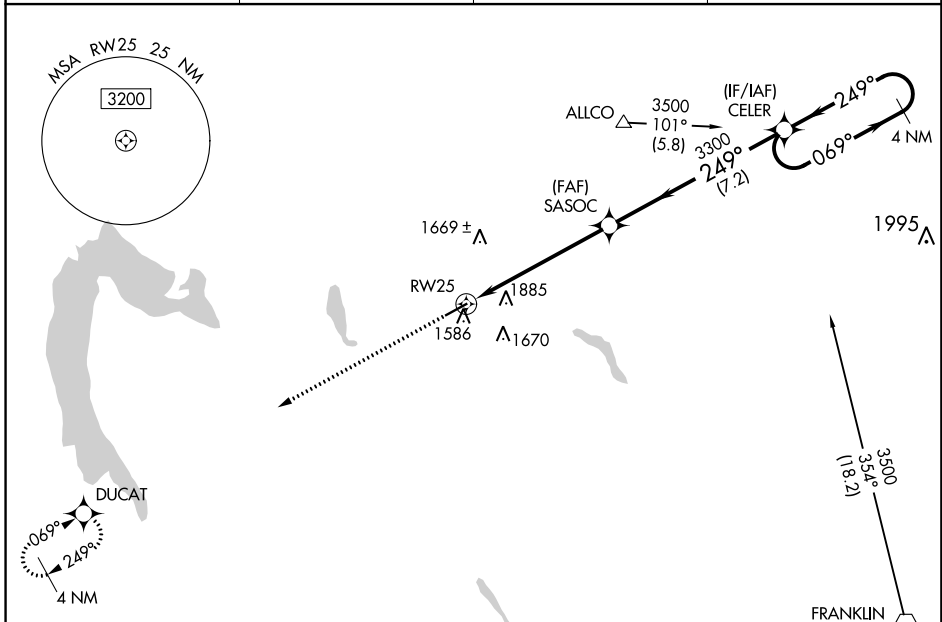 MSA RW25 25 NM
3200
(IF/IAF)
CELER
249°
069°
4 NM
ALLCO
3500
101°
(5.8)
3300
249°
(7.2)
(FAF)
SASOC
1669 ±
1995
RW25
1885
1586
1670
3500
354°
(18.2)
DUCAT
069°
249°
4 NM
FRANKLIN